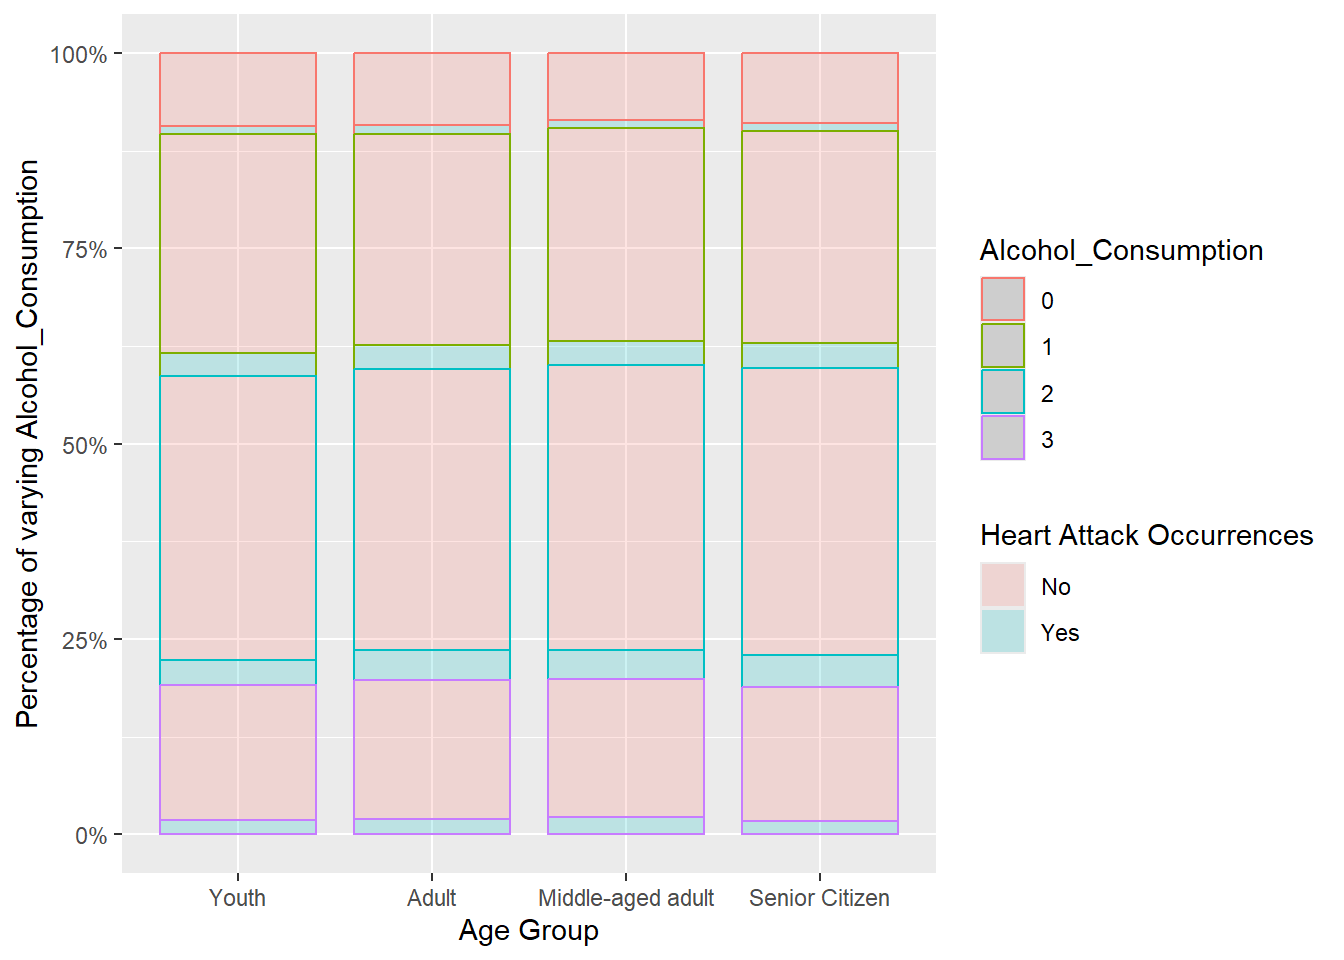 100%
75%
50%
25%
0%
Percentage of varying Alcohol_Consumption
Youth
Adult
Middle-aged adult
Senior Citizen
Age Group
Alcohol_Consumption
0
1
2
3
Heart Attack Occurrences
No
Yes